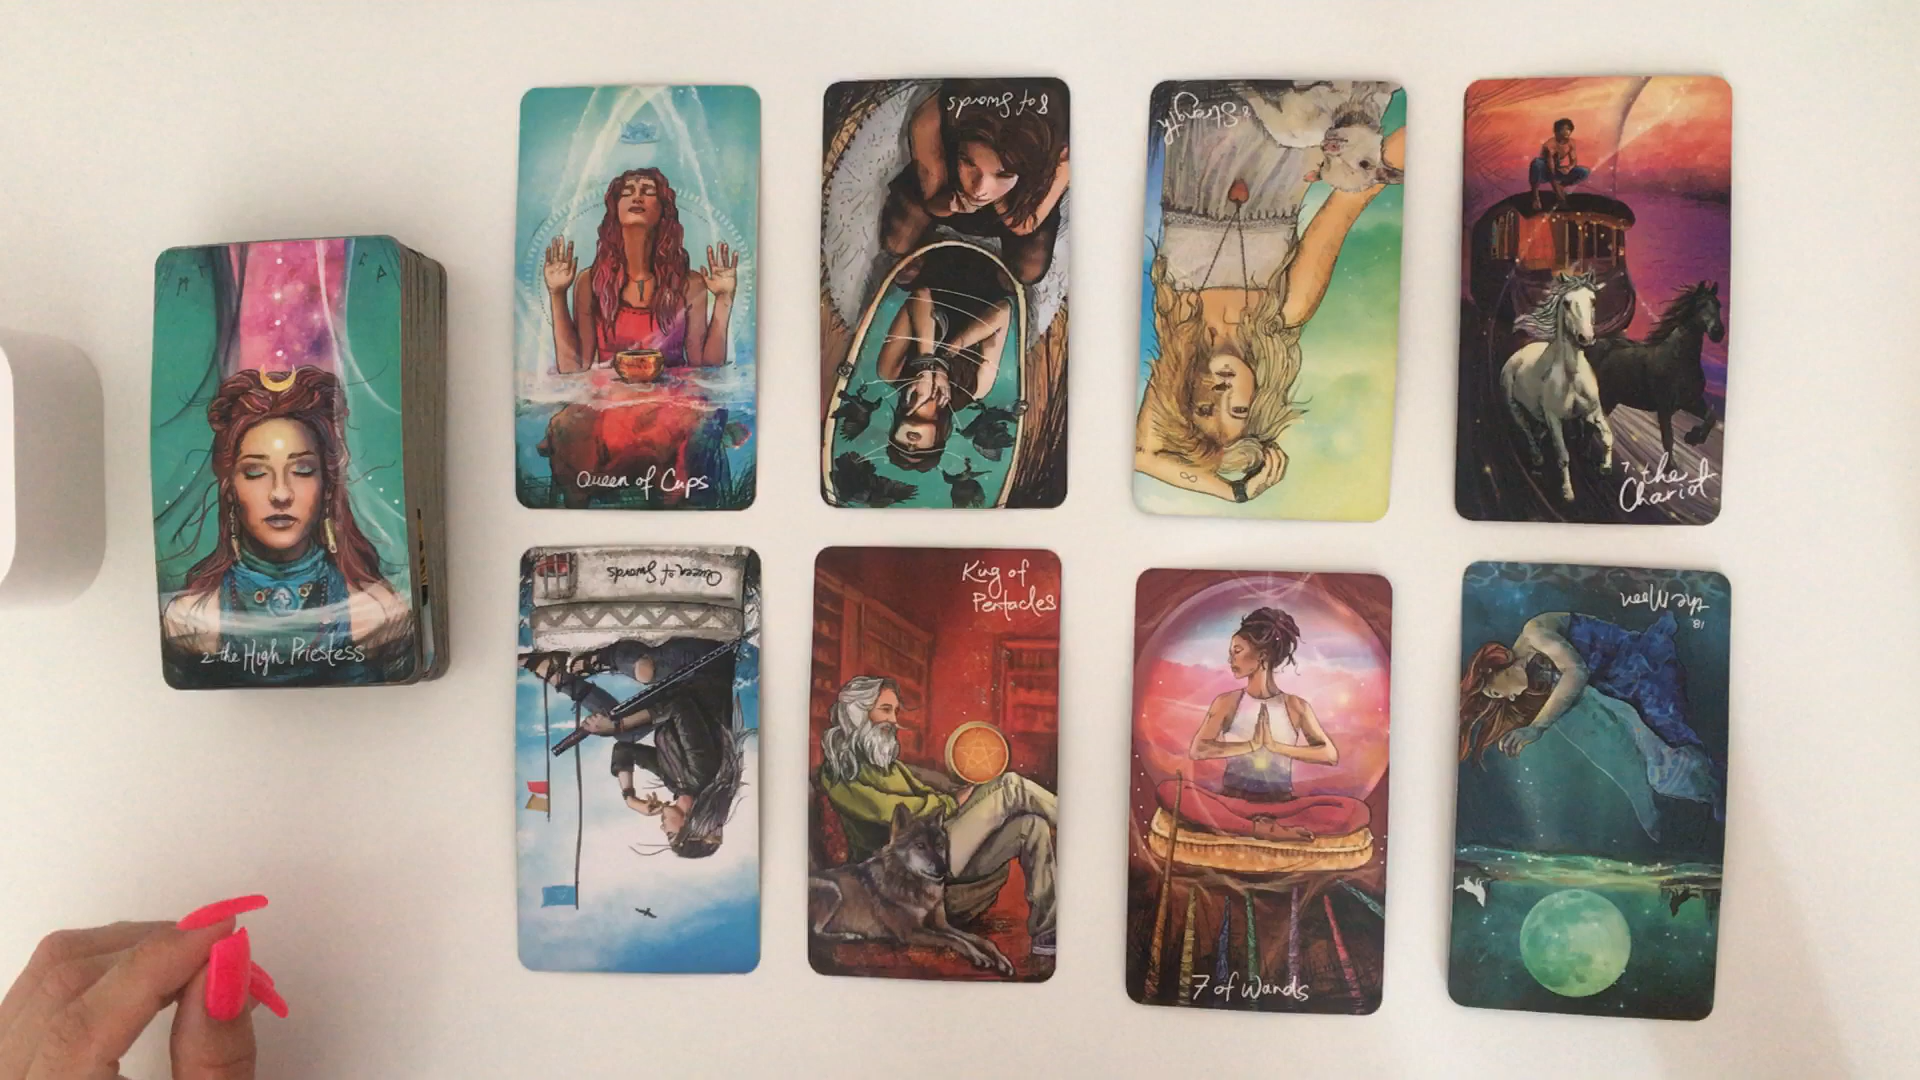 2 the High Priestess
Queen of Cups
8 of Swords
8 Strength
7 the
Chariot
Queen of Swords
King of
Pentacles
7 of Wands
the Moon
18